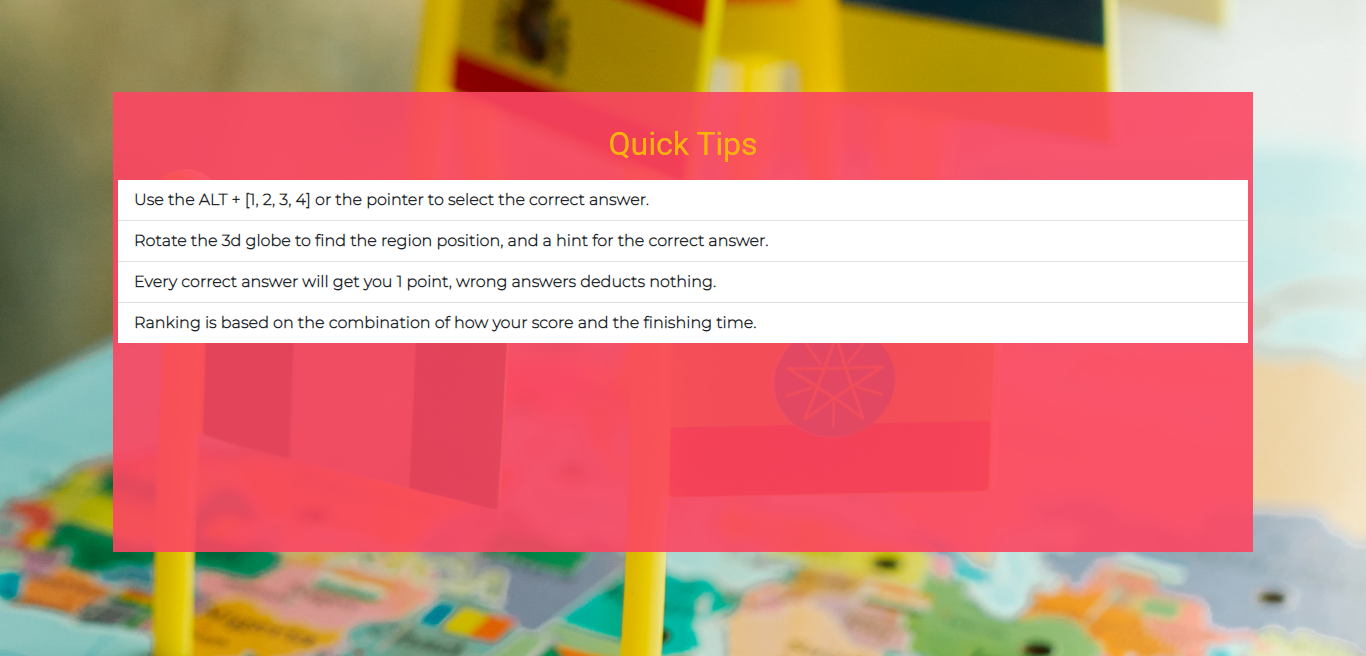 Quick Tips
Use the ALT + [1, 2, 3, 4] or the pointer to select the correct answer.
Rotate the 3d globe to find the region position, and a hint for the correct answer.
Every correct answer will get you 1 point, wrong answers deducts nothing.
Ranking is based on the combination of how your score and the finishing time.